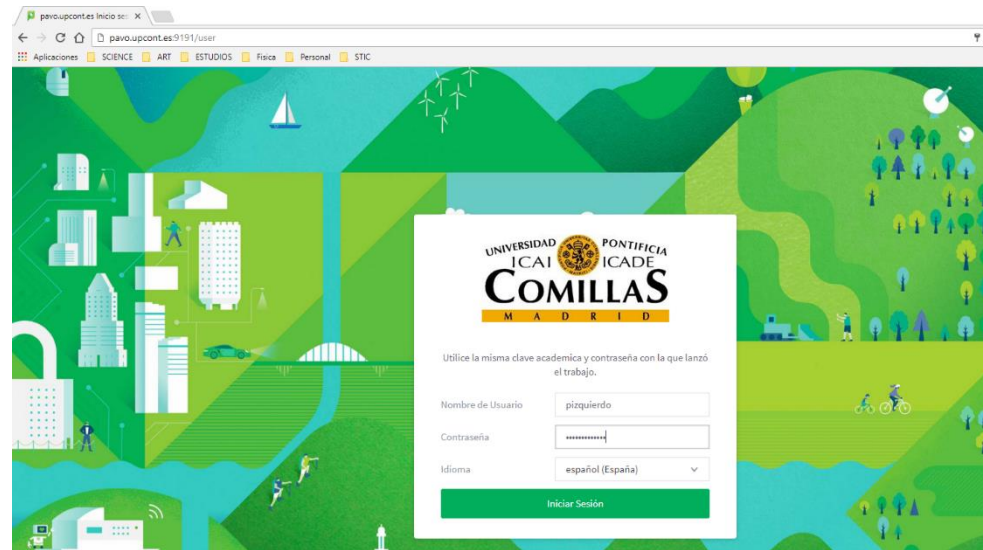 pavo.upcont.es Inicio ses
pavo.upcont.es:9191/user
Aplicaciones SCIENCE ART ESTUDIOS Fisica Personal STIC
UNIVERSIDAD PONTIFICIA
ICAI ICADE
COMILLAS
MADRID
Utilice la misma clave academica y contraseña con la que lanzó
el trabajo.
Nombre de Usuario pizquierdo
Contraseña •••••••••••••
Idioma español (España)
Iniciar Sesión